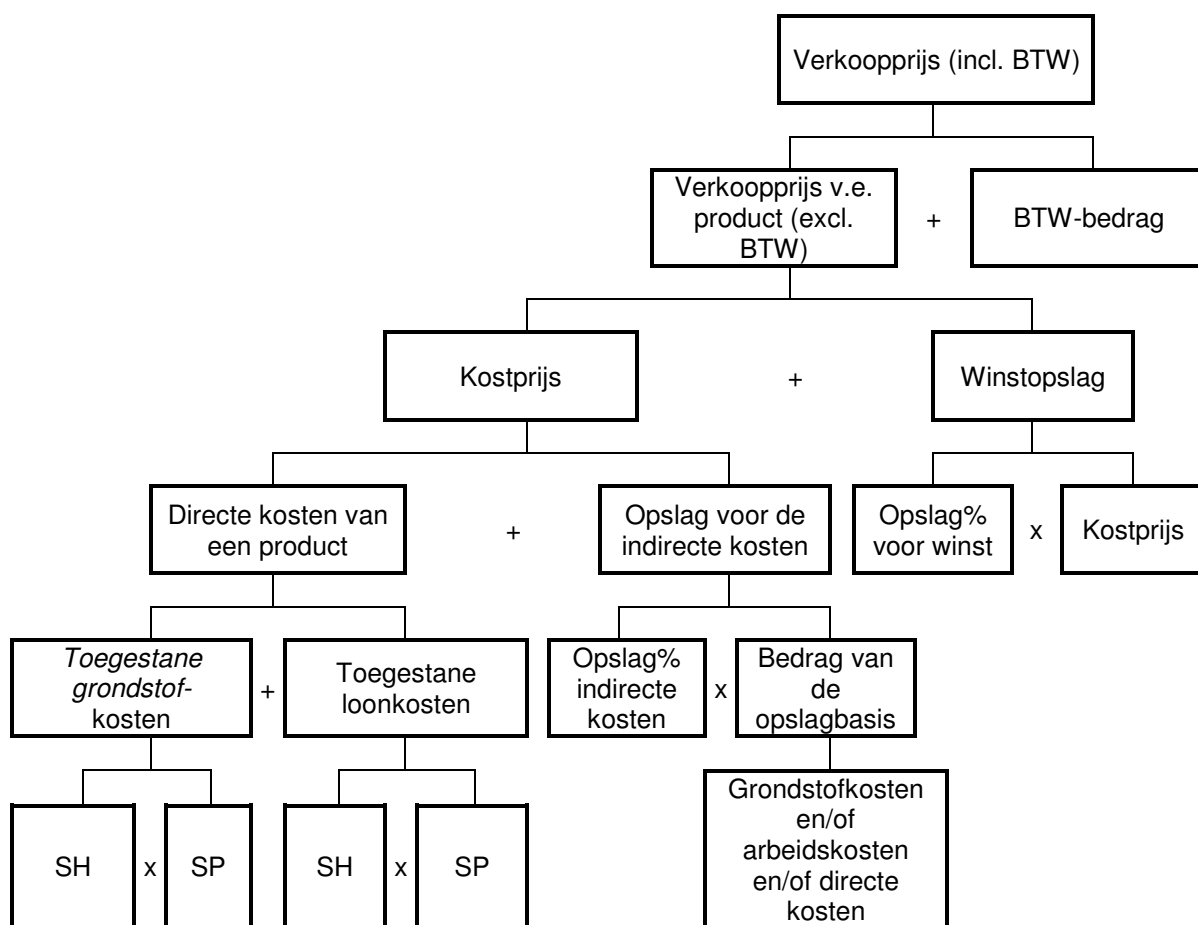 Verkoopprijs (incl. BTW)
Verkoopprijs v.e.
product (excl.
BTW)
+
BTW-bedrag
Kostprijs
+
Winstopslag
Directe kosten van
een product
+
Opslag voor de
indirecte kosten
Opslag%
voor winst
x
Kostprijs
Toegestane
grondstof-
kosten
+
Toegestane
loonkosten
Opslag%
indirecte
kosten
x
Bedrag van
de
opslagbasis
SH
x
SP
SH
x
SP
Grondstofkosten
en/of
arbeidskosten
en/of directe
kosten